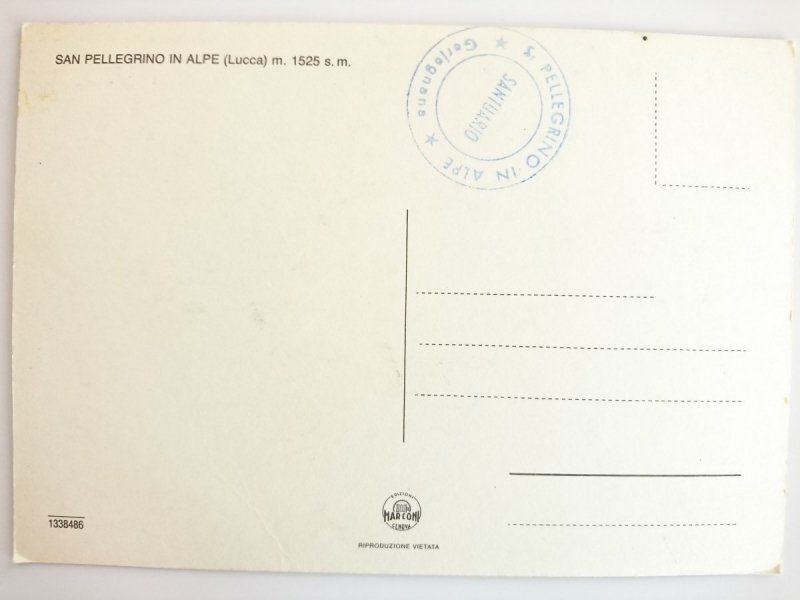 SAN PELLEGRINO IN ALPE (Lucca) m. 1525 s. m.
S. PELLEGRINO IN ALPE ★ Garfagnana ★
SANTUARIO
1338486
EDIZIONI
MARCONI
GENOVA
RIPRODUZIONE VIETATA